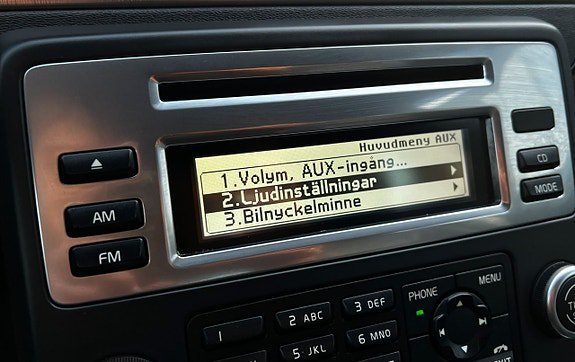 Huvudmeny AUX
1.Volym, AUX-ingång...
2.Ljudinställningar
3.Bilnyckelminne
AM
FM
CD
MODE
PHONE
MENU
1
2 ABC
3 DEF
5 JKL
6 MNO
EXIT